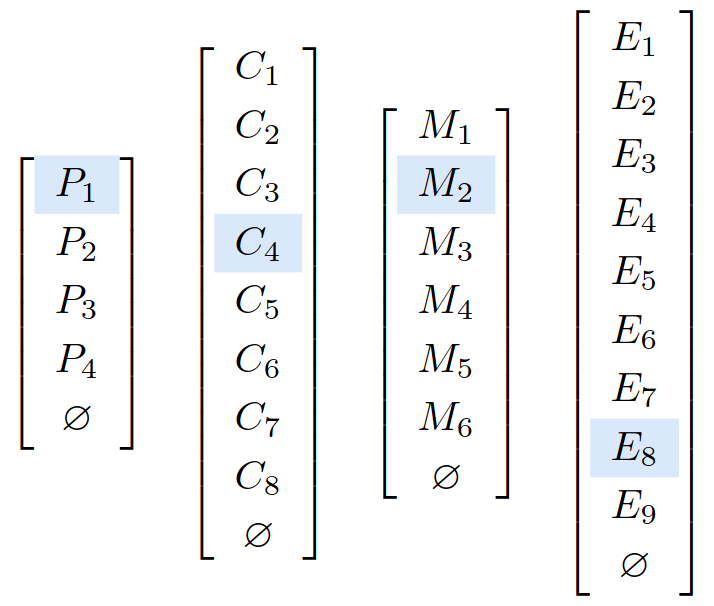 P₁
P₂
P₃
P₄
∅
C₁
C₂
C₃
C₄
C₅
C₆
C₇
C₈
∅
M₁
M₂
M₃
M₄
M₅
M₆
∅
E₁
E₂
E₃
E₄
E₅
E₆
E₇
E₈
E₉
∅